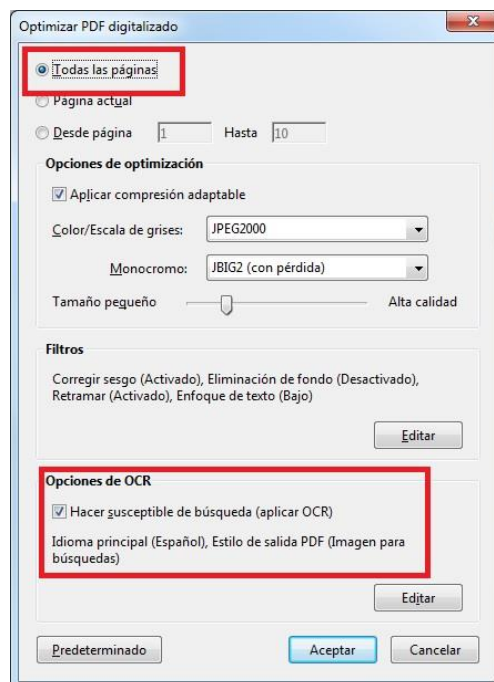 Optimizar PDF digitalizado
Todas las páginas
Página actual
Desde página 1 Hasta 10
Opciones de optimización
Aplicar compresión adaptable
Color/Escala de grises: JPEG2000
Monocromo: JBIG2 (con pérdida)
Tamaño pequeño Alta calidad
Filtros
Corregir sesgo (Activado), Eliminación de fondo (Desactivado),
Retramar (Activado), Enfoque de texto (Bajo)
Editar
Opciones de OCR
Hacer susceptible de búsqueda (aplicar OCR)
Idioma principal (Español), Estilo de salida PDF (Imagen para
búsquedas)
Editar
Predeterminado Aceptar Cancelar